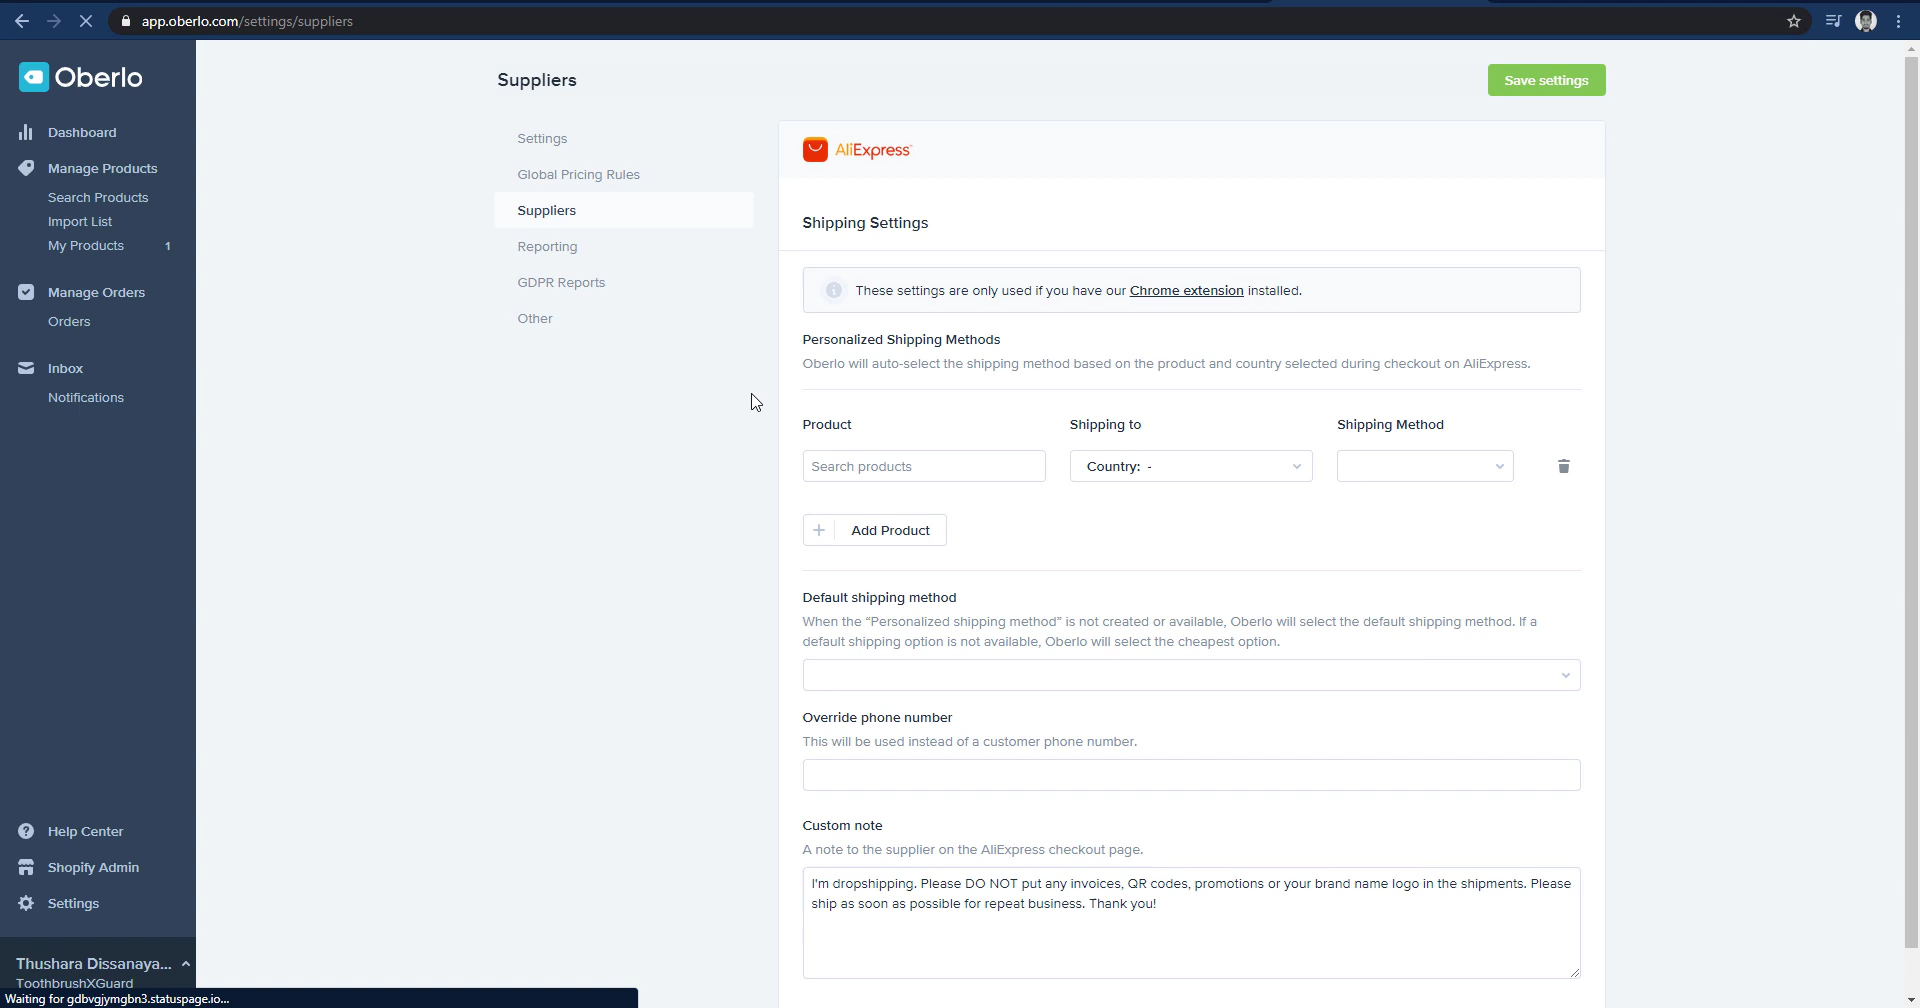 app.oberlo.com/settings/suppliers
Oberlo
Dashboard
Manage Products
Search Products
Import List
My Products 1
Manage Orders
Orders
Inbox
Notifications
Help Center
Shopify Admin
Settings
Thushara Dissanaya...
ToothbrushXGuard
Waiting for gdbvgjymgbn3.statuspage.io...
Suppliers
Save settings
Settings
Global Pricing Rules
Suppliers
Reporting
GDPR Reports
Other
AliExpress
Shipping Settings
These settings are only used if you have our Chrome extension installed.
Personalized Shipping Methods
Oberlo will auto-select the shipping method based on the product and country selected during checkout on AliExpress.
Product Shipping to Shipping Method
Search products Country: -
+ Add Product
Default shipping method
When the “Personalized shipping method” is not created or available, Oberlo will select the default shipping method. If a
default shipping option is not available, Oberlo will select the cheapest option.
Override phone number
This will be used instead of a customer phone number.
Custom note
A note to the supplier on the AliExpress checkout page.
I'm dropshipping. Please DO NOT put any invoices, QR codes, promotions or your brand name logo in the shipments. Please
ship as soon as possible for repeat business. Thank you!